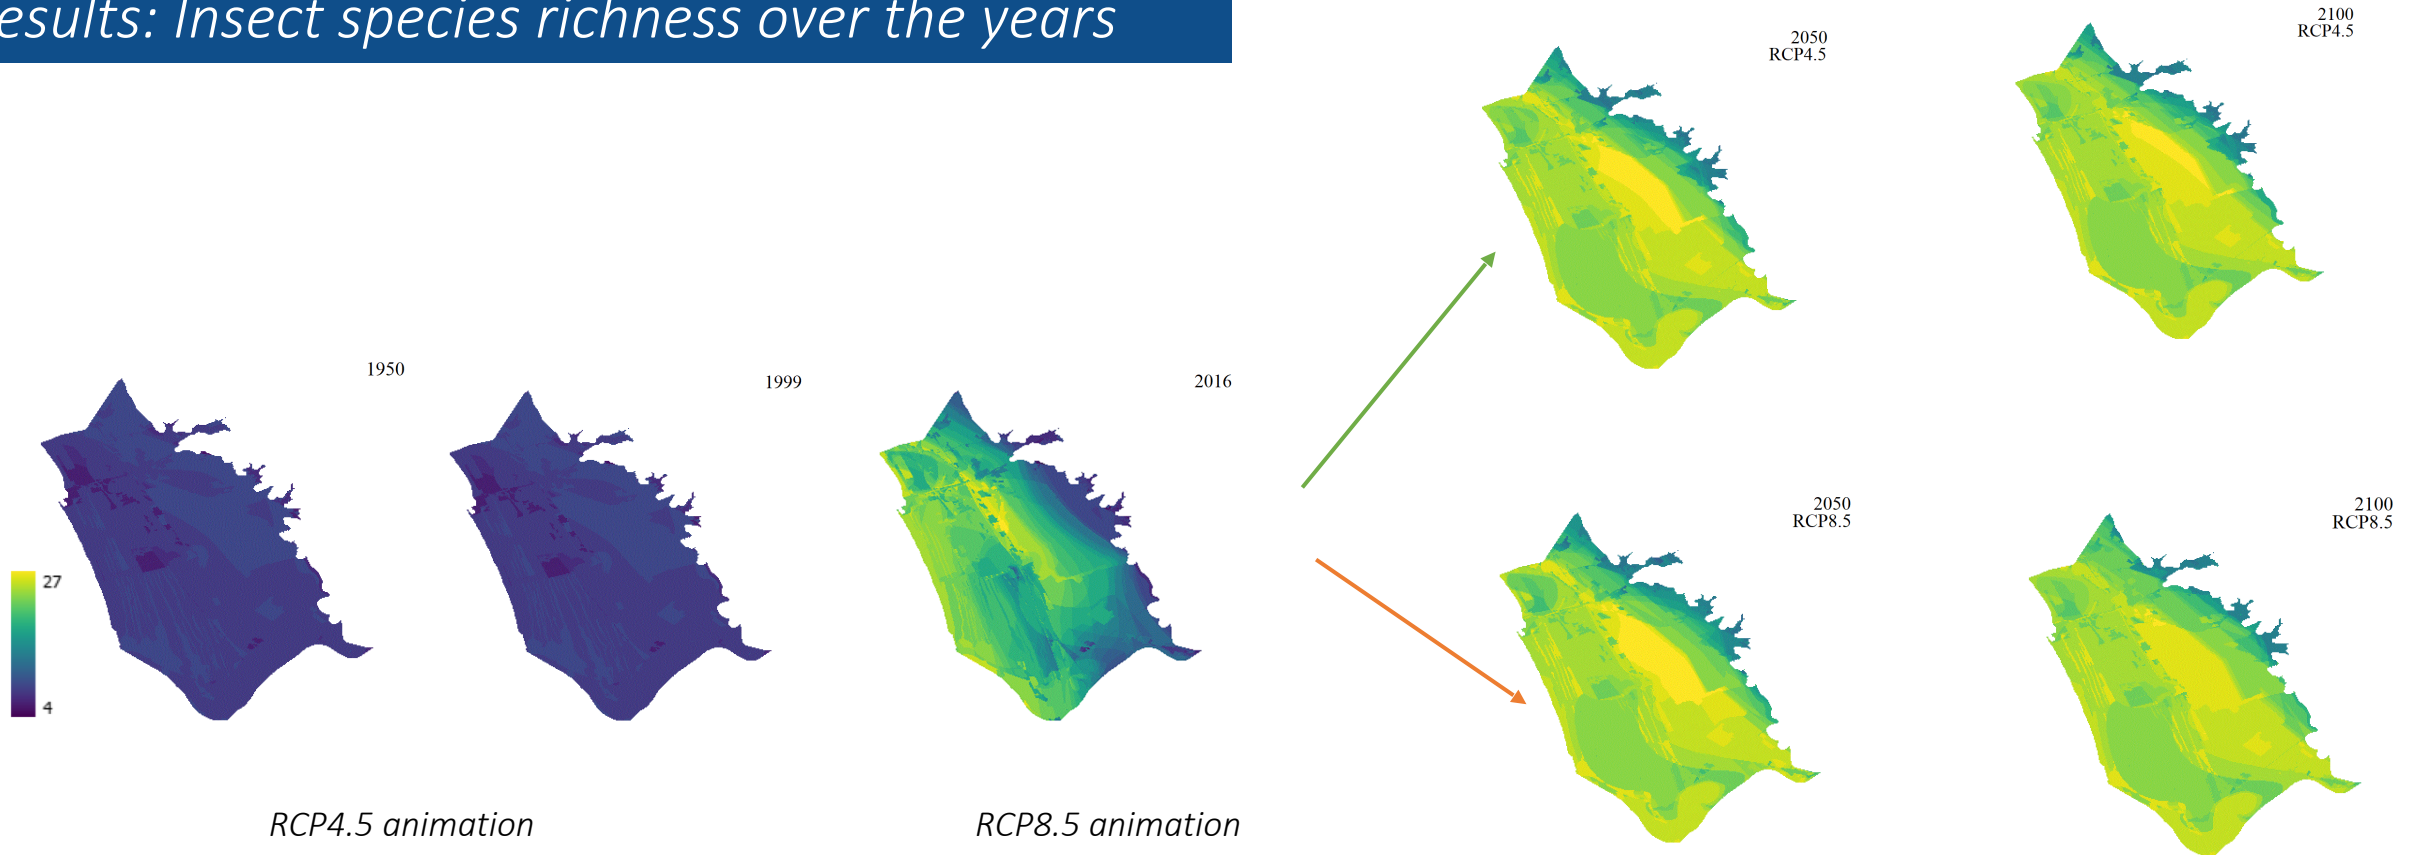 esults: Insect species richness over the years
2050
RCP4.5
2100
RCP4.5
1950
1999
2016
27
4
2050
RCP8.5
2100
RCP8.5
RCP4.5 animation
RCP8.5 animation